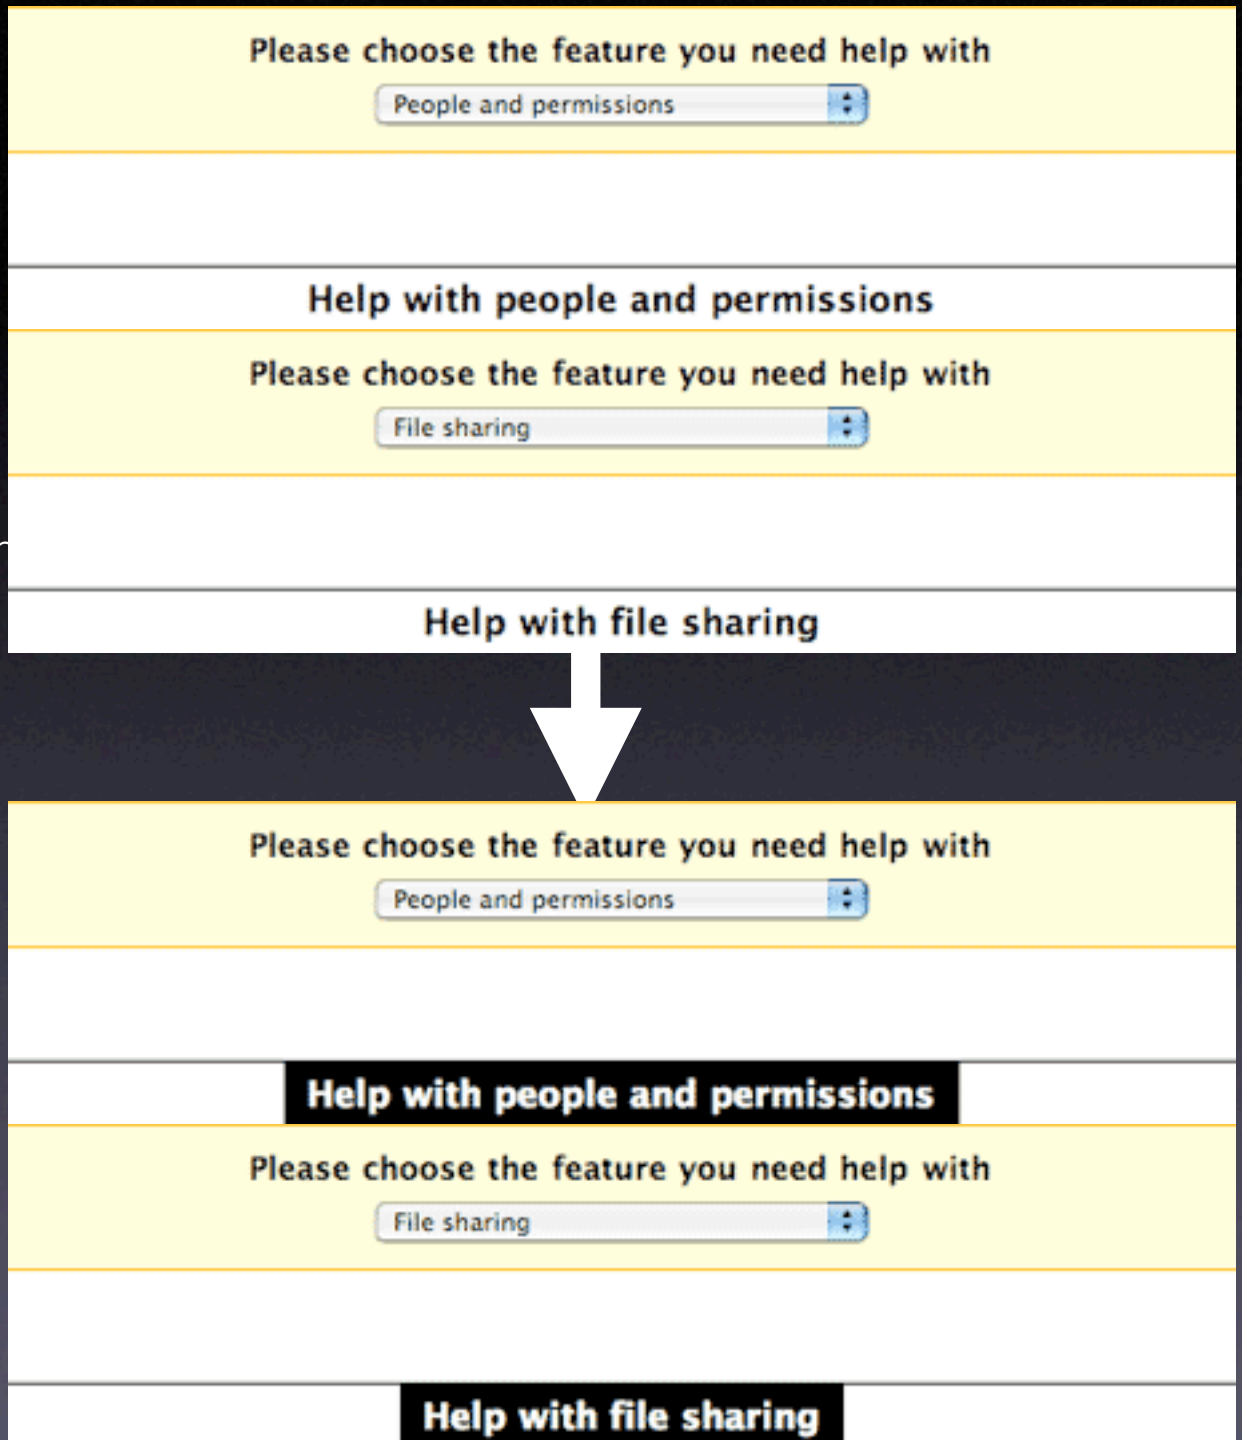 Please choose the feature you need help with
People and permissions
Help with people and permissions
Please choose the feature you need help with
File sharing
Help with file sharing
Please choose the feature you need help with
People and permissions
Help with people and permissions
Please choose the feature you need help with
File sharing
Help with file sharing